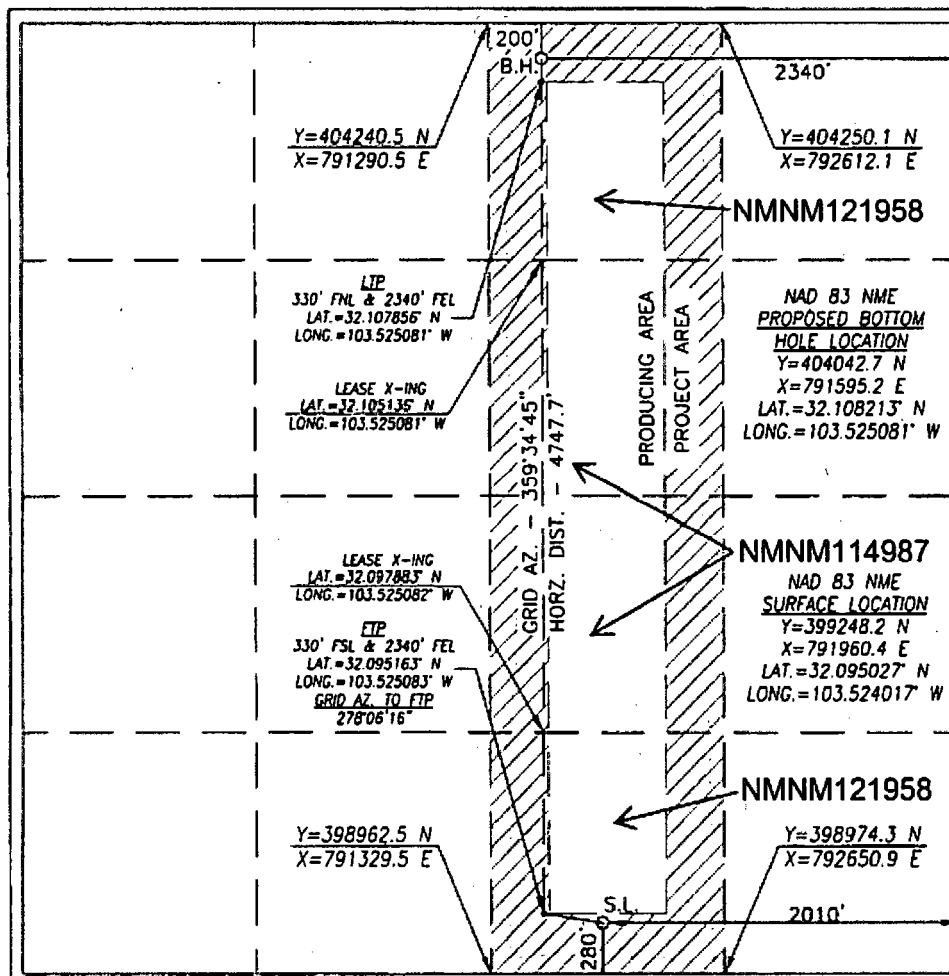 200'
B.H.
2340'
Y=404240.5 N
X=791290.5 E
Y=404250.1 N
X=792612.1 E
NMNM121958
LTP
330' FNL & 2340' FEL
LAT.=32.107856° N
LONG.=103.525081° W
LEASE X-ING
LAT.=32.105135° N
LONG.=103.525081° W
PRODUCING AREA
PROJECT AREA
NAD 83 NME
PROPOSED BOTTOM
HOLE LOCATION
Y=404042.7 N
X=791595.2 E
LAT.=32.108213° N
LONG.=103.525081° W
GRID AZ. - 359°34'45"
HORZ. DIST. - 4747.7'
NMNM114987
LEASE X-ING
LAT.=32.097883° N
LONG.=103.525082° W
FTP
330' FSL & 2340' FEL
LAT.=32.095163° N
LONG.=103.525083° W
GRID AZ. TO FTP
278°06'16"
NAD 83 NME
SURFACE LOCATION
Y=399248.2 N
X=791960.4 E
LAT.=32.095027° N
LONG.=103.524017° W
NMNM121958
Y=398962.5 N
X=791329.5 E
Y=398974.3 N
X=792650.9 E
S.L.
2010'
280'